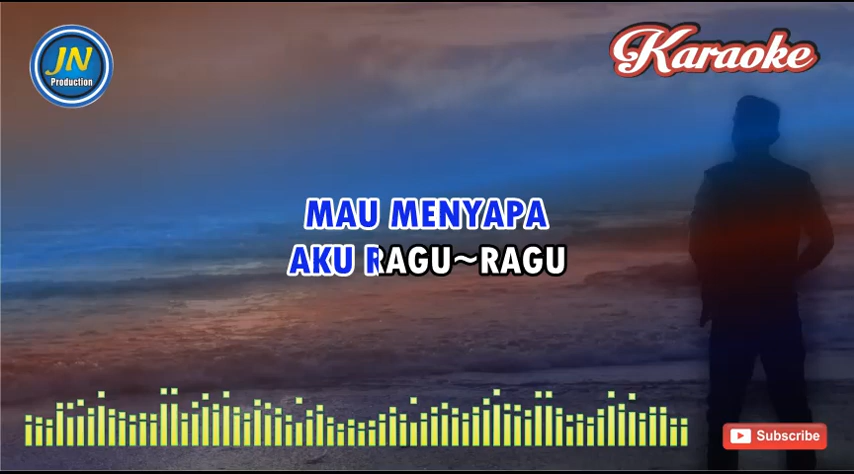 JN
Production
Karaoke
MAU MENYAPA
AKU RAGU~RAGU
Subscribe